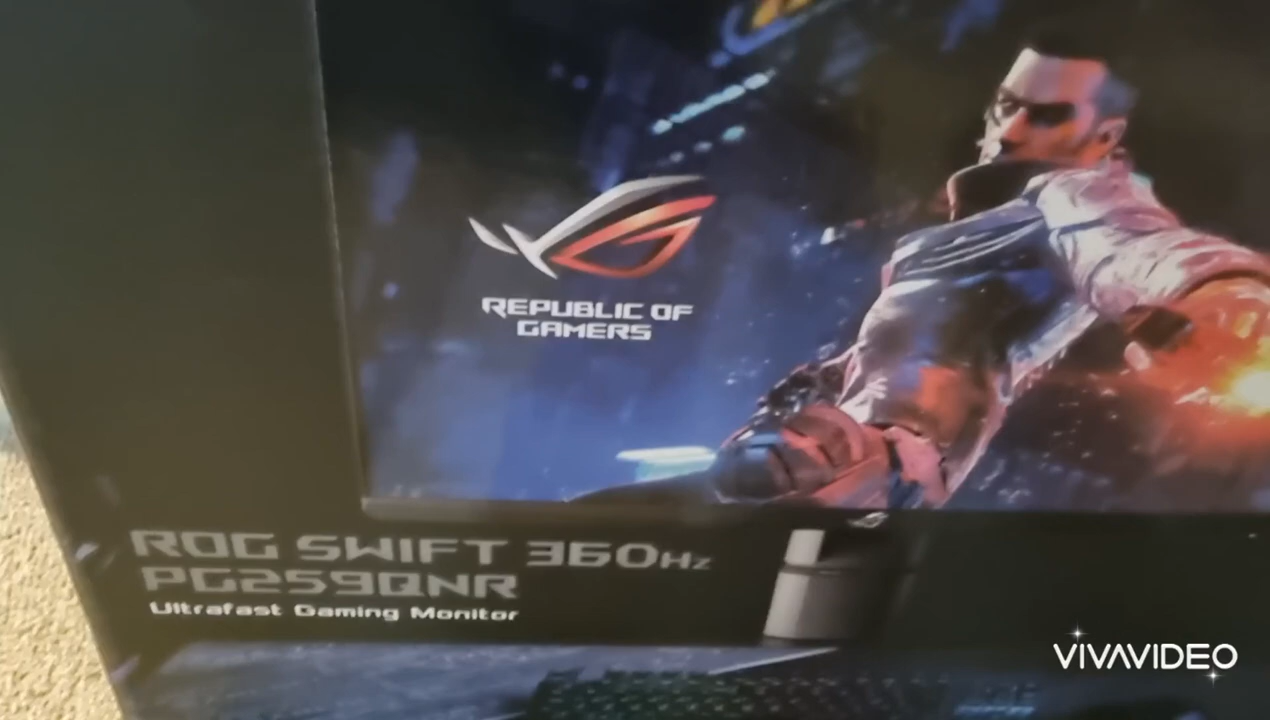 REPUBLIC OF
GAMERS
ROG SWIFT 360Hz
PG259QNR
Ultrafast Gaming Monitor
VIVAVIDEO